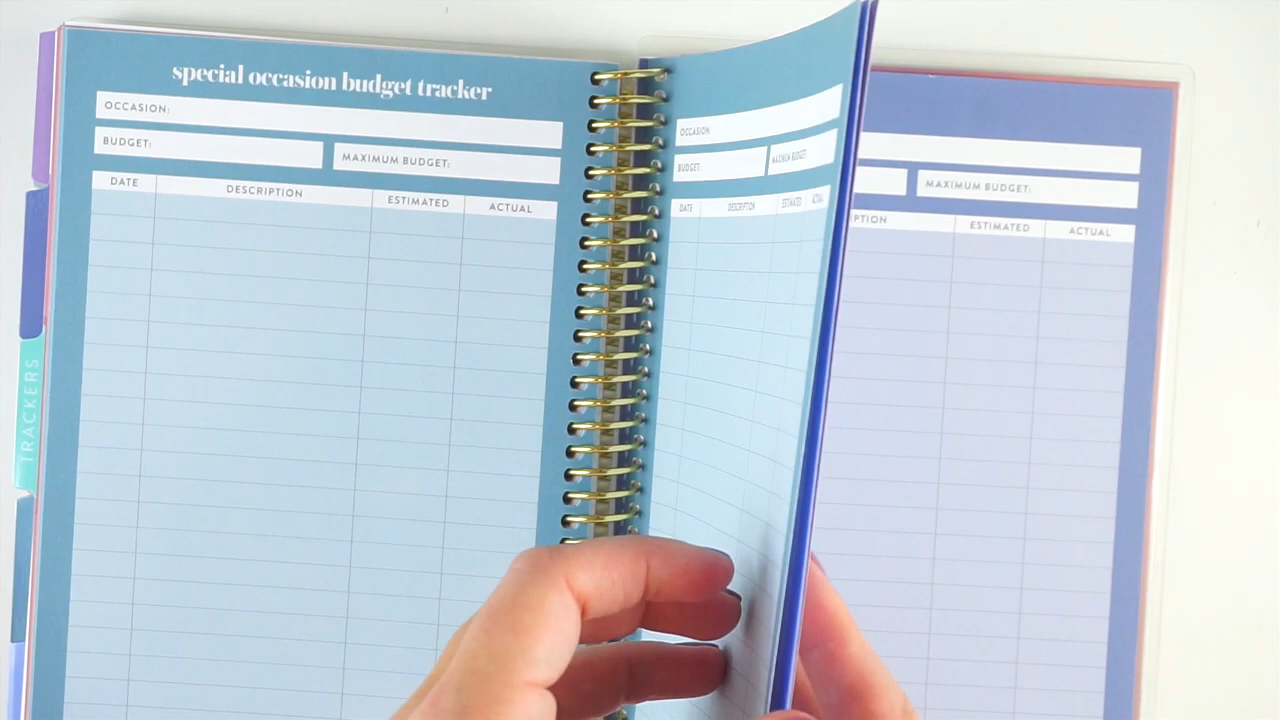 special occasion budget tracker
OCCASION:
BUDGET:
MAXIMUM BUDGET:
DATE
DESCRIPTION
ESTIMATED
ACTUAL
OCCASION:
BUDGET:
MAXIMUM BUDGET:
DATE
DESCRIPTION
ESTIMATED
ACTUAL
MAXIMUM BUDGET:
PTION
ESTIMATED
ACTUAL
TRACKERS